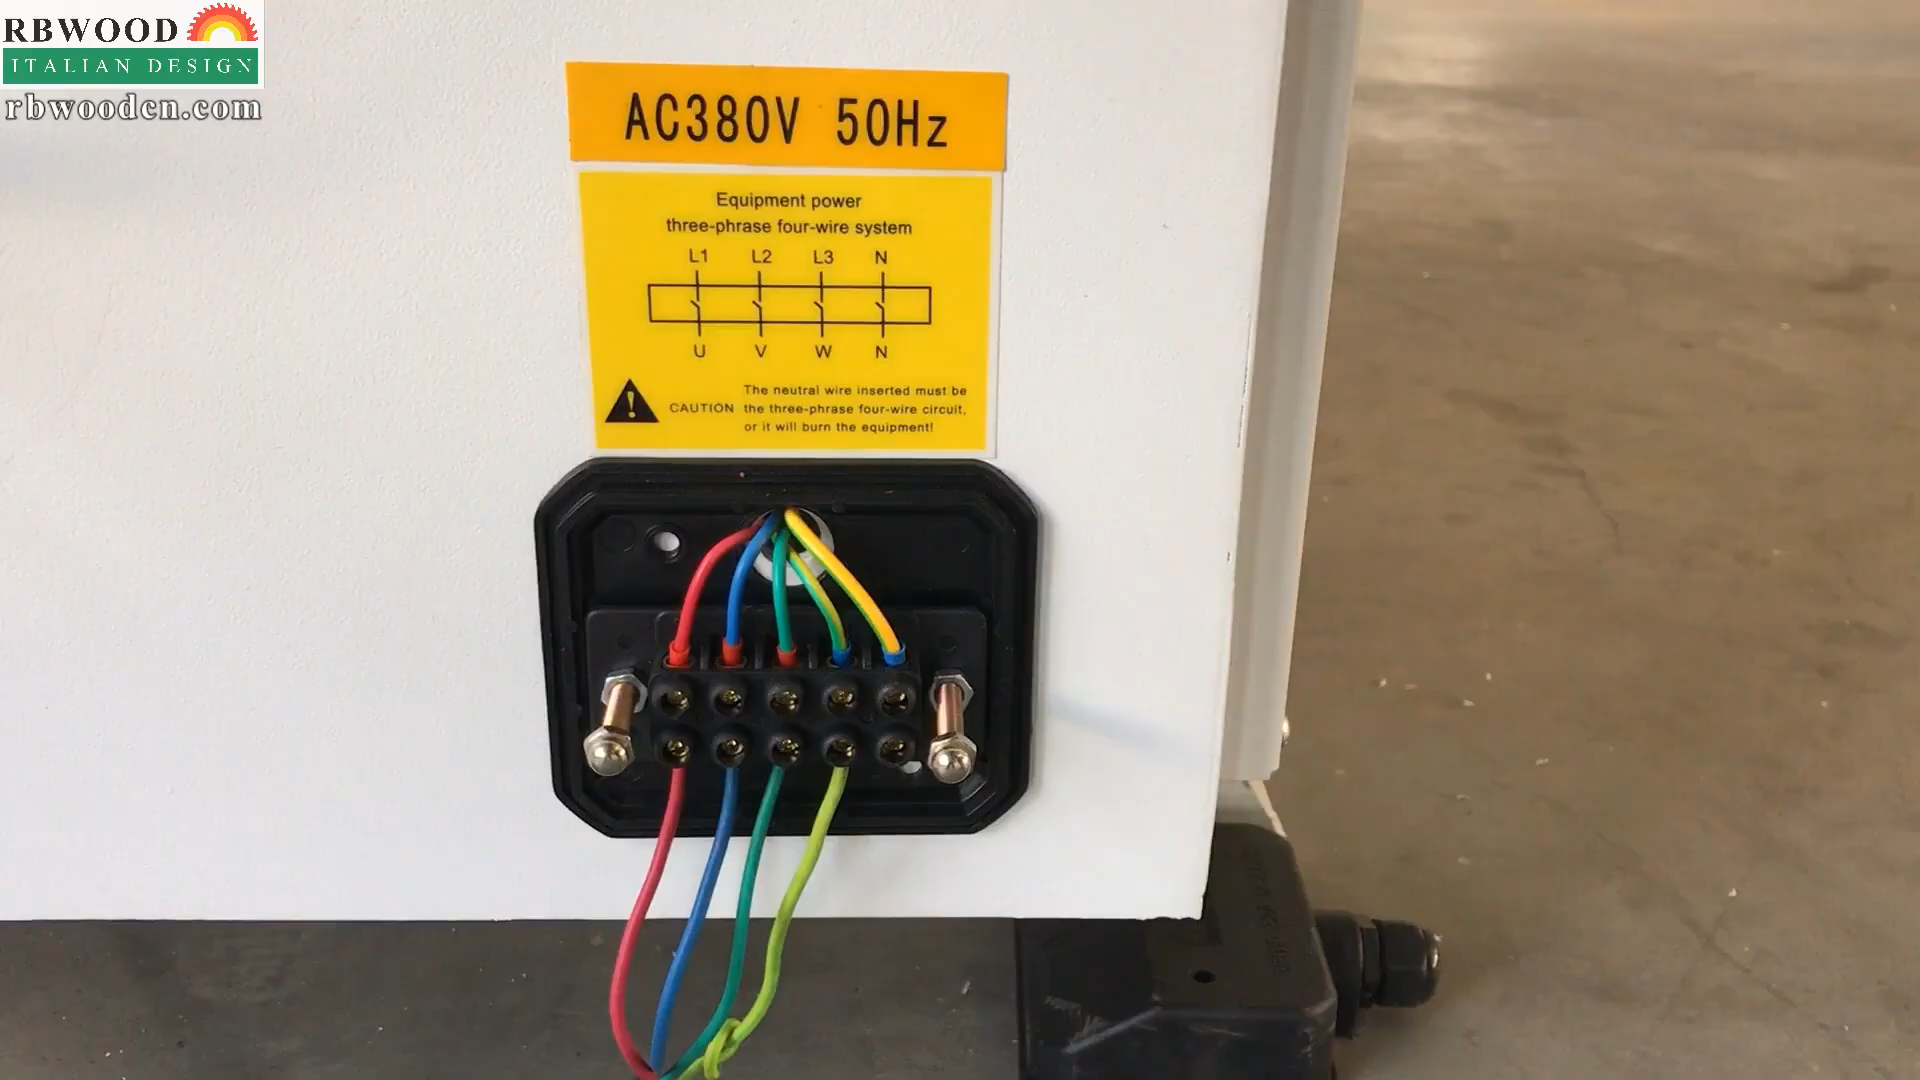 RBWOOD
ITALIAN DESIGN
rbwoodcn.com
AC380V 50Hz
Equipment power
three-phrase four-wire system
L1 L2 L3 N
U V W N
CAUTION
The neutral wire inserted must be
the three-phrase four-wire circuit,
or it will burn the equipment!